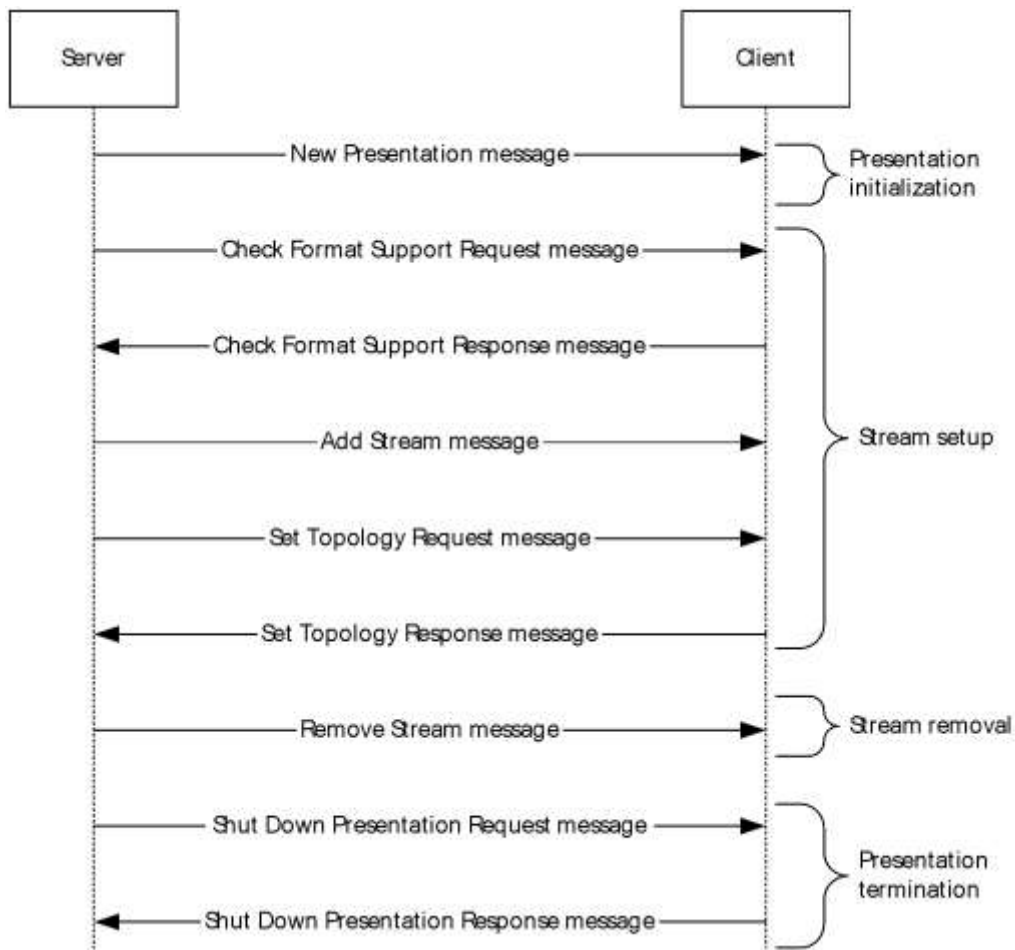 Server
Client
New Presentation message
Presentation
initialization
Check Format Support Request message
Check Format Support Response message
Add Stream message
Stream setup
Set Topology Request message
Set Topology Response message
Remove Stream message
Stream removal
Shut Down Presentation Request message
Presentation
termination
Shut Down Presentation Response message